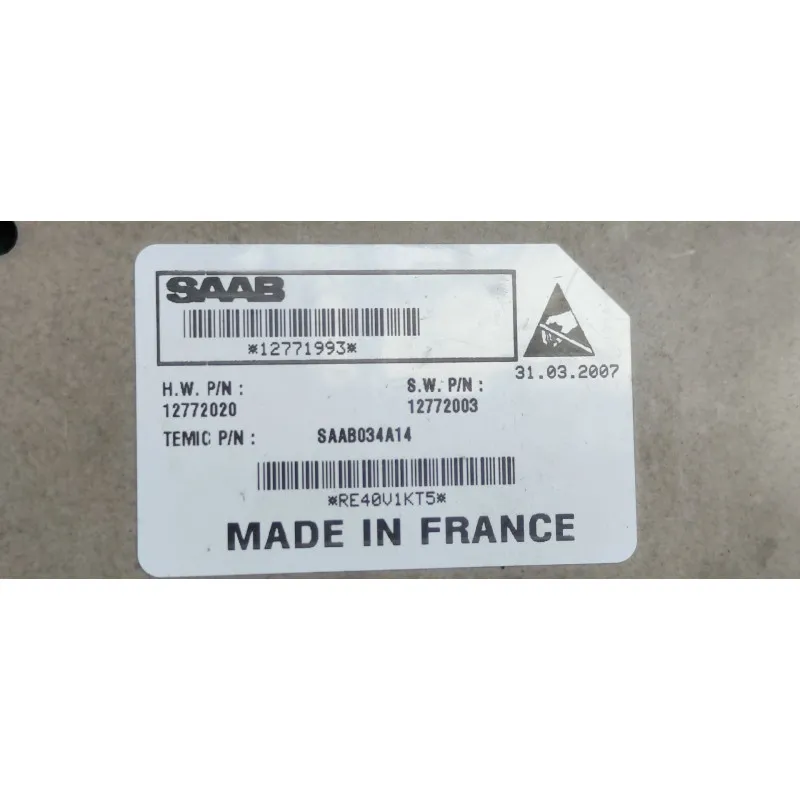 SAAB
*12771993*
31.03.2007
H.W. P/N : S.W. P/N :
12772020 12772003
TEMIC P/N : SAAB034A14
*RE40V1KT5*
MADE IN FRANCE